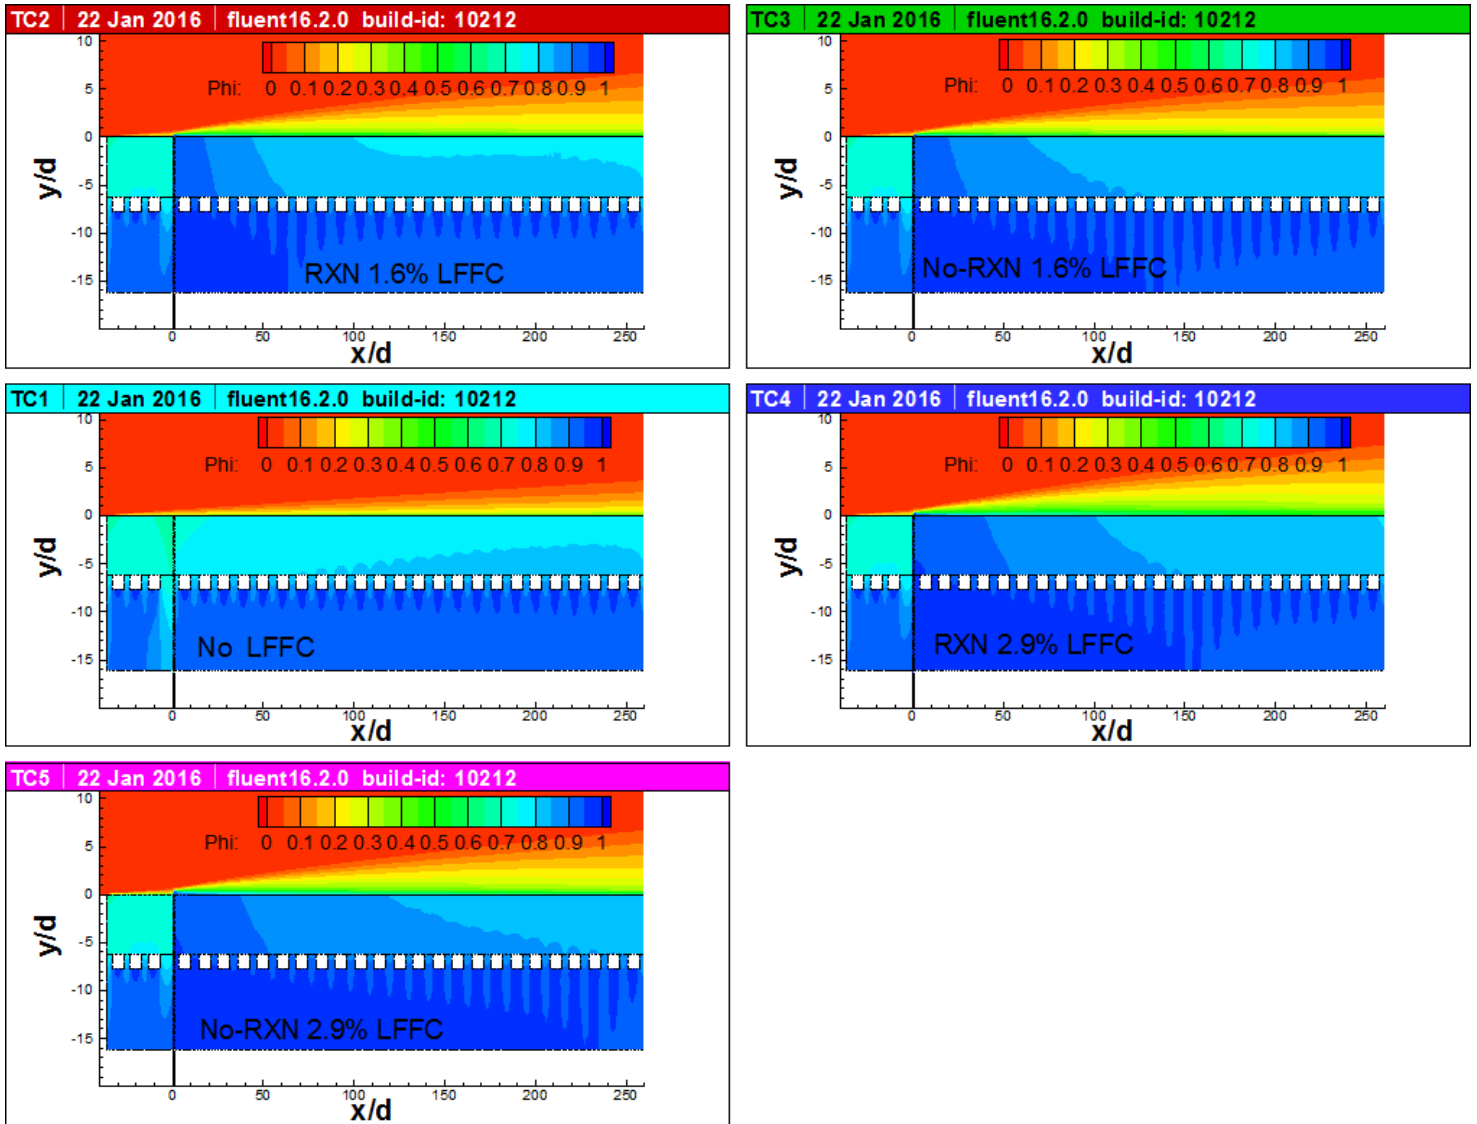 TC2 22 Jan 2016 fluent16.2.0 build-id: 10212
10
Phi: 0 0.1 0.2 0.3 0.4 0.5 0.6 0.7 0.8 0.9 1
5
0
y/d
-5
-10
RXN 1.6% LFFC
-15
0 50 100 150 200 250
x/d
TC3 22 Jan 2016 fluent16.2.0 build-id: 10212
10
Phi: 0 0.1 0.2 0.3 0.4 0.5 0.6 0.7 0.8 0.9 1
5
0
y/d
-5
-10
No-RXN 1.6% LFFC
-15
0 50 100 150 200 250
x/d
TC1 22 Jan 2016 fluent16.2.0 build-id: 10212
10
Phi: 0 0.1 0.2 0.3 0.4 0.5 0.6 0.7 0.8 0.9 1
5
0
y/d
-5
-10
No LFFC
-15
0 50 100 150 200 250
x/d
TC4 22 Jan 2016 fluent16.2.0 build-id: 10212
10
Phi: 0 0.1 0.2 0.3 0.4 0.5 0.6 0.7 0.8 0.9 1
5
0
y/d
-5
-10
RXN 2.9% LFFC
-15
0 50 100 150 200 250
x/d
TC5 22 Jan 2016 fluent16.2.0 build-id: 10212
10
Phi: 0 0.1 0.2 0.3 0.4 0.5 0.6 0.7 0.8 0.9 1
5
0
y/d
-5
-10
No-RXN 2.9% LFFC
-15
0 50 100 150 200 250
x/d